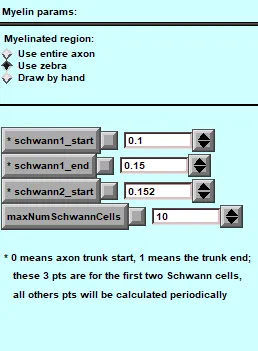 Myelin params:
Myelinated region:
Use entire axon
Use zebra
Draw by hand
* schwann1_start 0.1
* schwann1_end 0.15
* schwann2_start 0.152
maxNumSchwannCells 10
* 0 means axon trunk start, 1 means the trunk end;
these 3 pts are for the first two Schwann cells,
all others pts will be calculated periodically